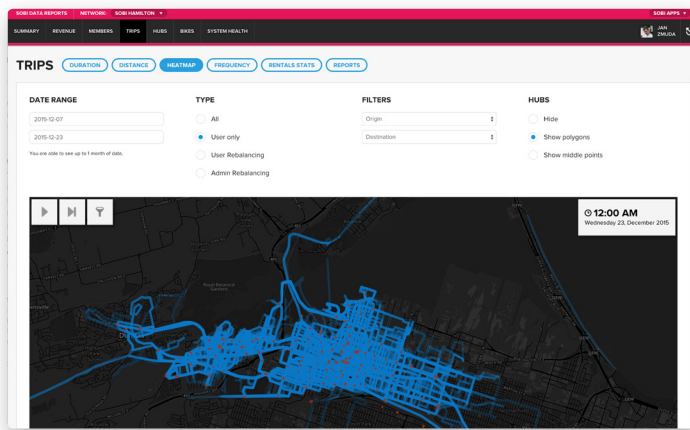 SOBI DATA REPORTS NETWORK: SOBI HAMILTON SOBI APPS
SUMMARY REVENUE MEMBERS TRIPS HUBS BIKES SYSTEM HEALTH JAN ZMUDA
TRIPS DURATION DISTANCE HEATMAP FREQUENCY RENTALS STATS REPORTS
DATE RANGE TYPE FILTERS HUBS
2015-12-07 All Origin Hide
2015-12-23 User only Destination Show polygons
You are able to see up to 1 month of data. User Rebalancing Show middle points
Admin Rebalancing
12:00 AM
Wednesday 23, December 2015
Royal Botanical
Gardens